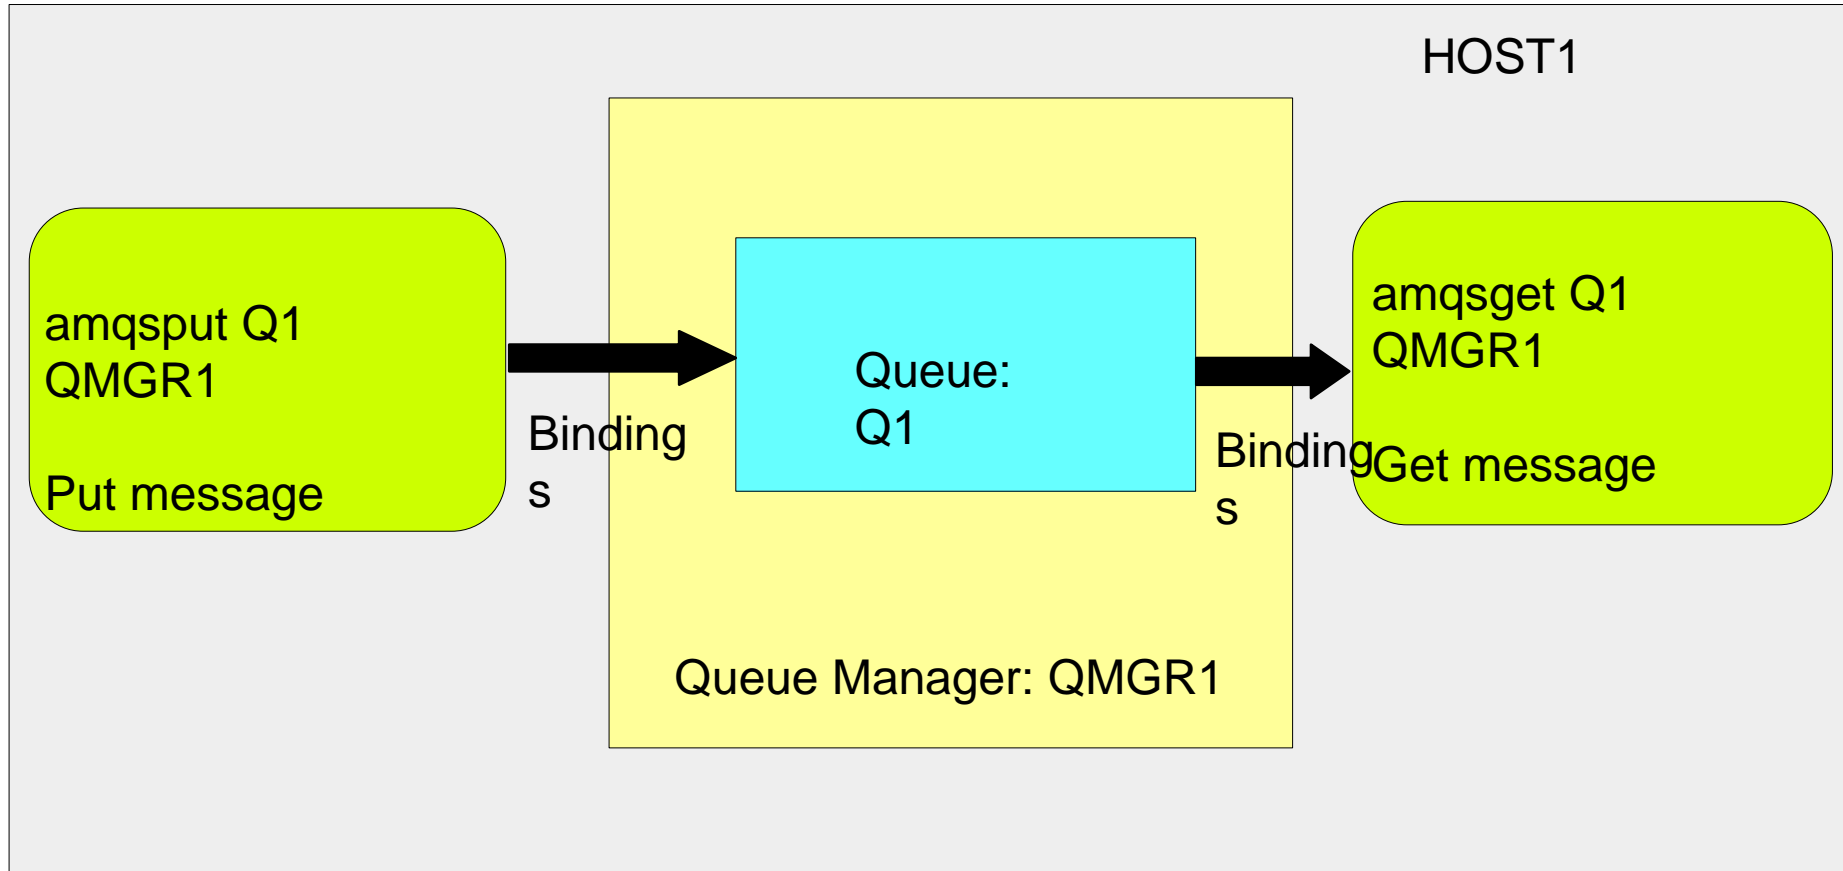 HOST1
amqsput Q1
QMGR1
Put message
Binding
s
Queue:
Q1
Queue Manager: QMGR1
Binding
s
amqsget Q1
QMGR1
Get message